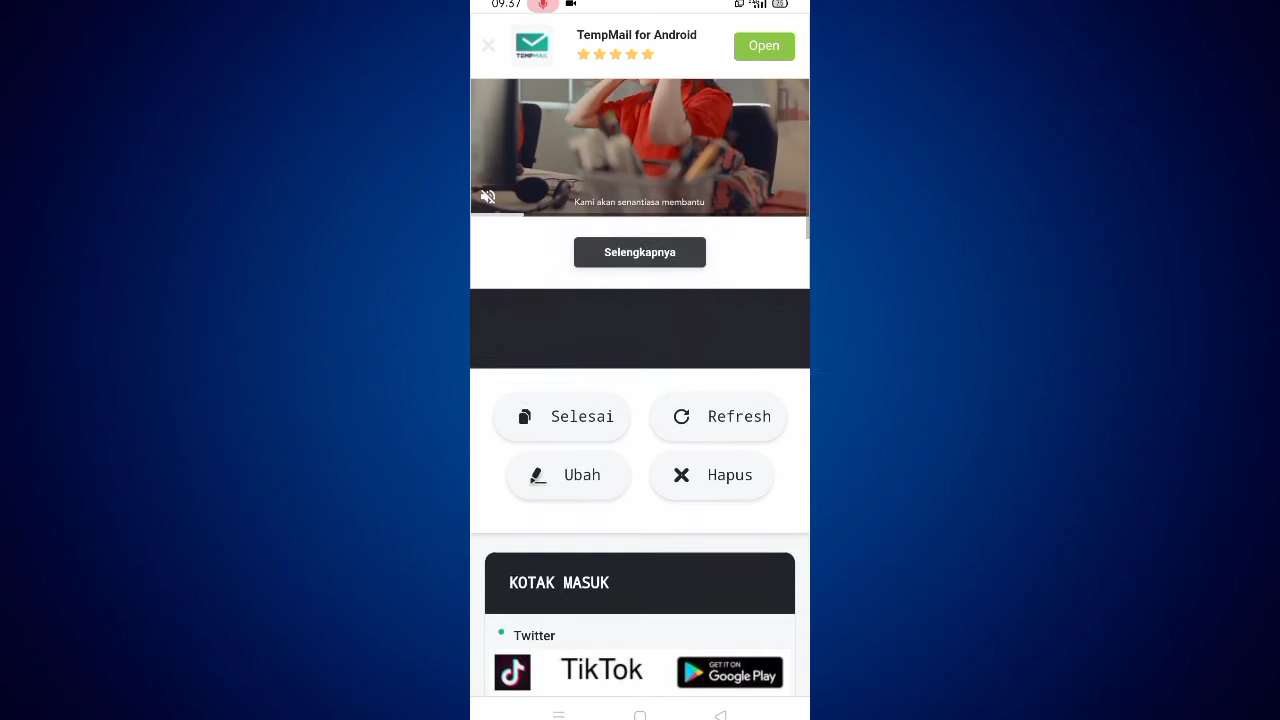 09.37
TempMail for Android
Open
TEMPMAIL
Kami akan senantiasa membantu
Selengkapnya
Selesai
Refresh
Ubah
Hapus
KOTAK MASUK
Twitter
TikTok
GET IT ON
Google Play